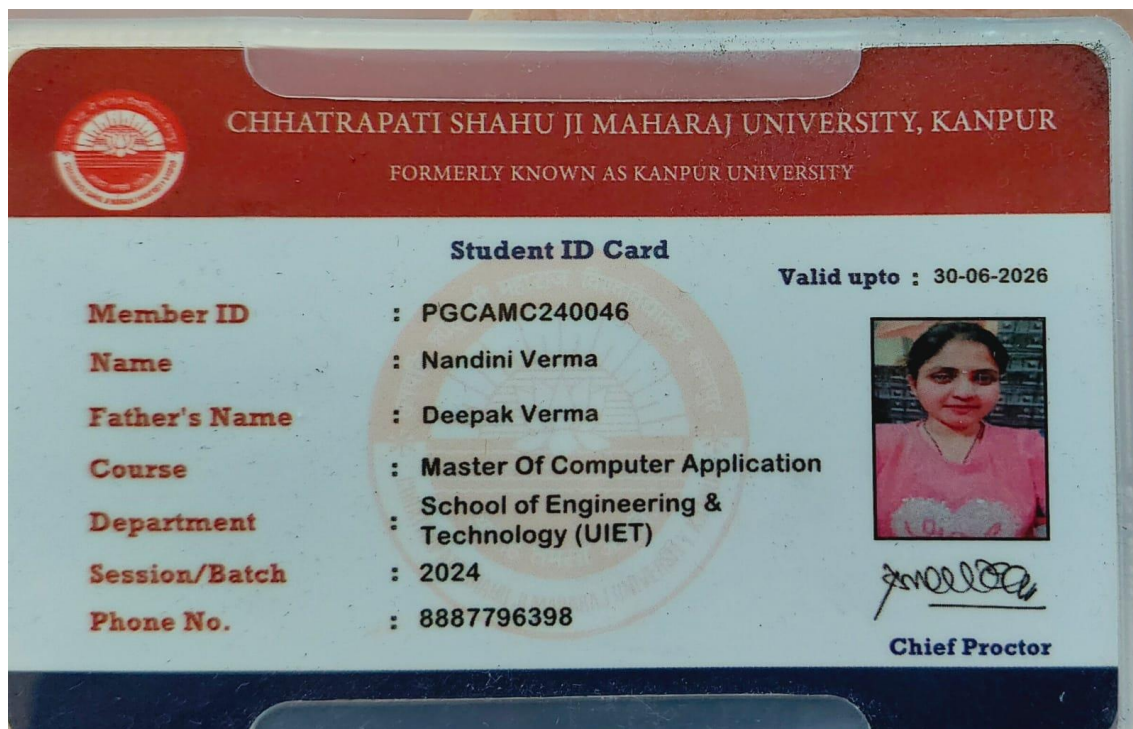 CHHATRAPATI SHAHU JI MAHARAJ UNIVERSITY, KANPUR
FORMERLY KNOWN AS KANPUR UNIVERSITY
Student ID Card
Valid upto : 30-06-2026
Member ID : PGCAMC240046
Name : Nandini Verma
Father's Name : Deepak Verma
Course : Master Of Computer Application
Department : School of Engineering &
Technology (UIET)
Session/Batch : 2024
Phone No. : 8887796398
Chief Proctor